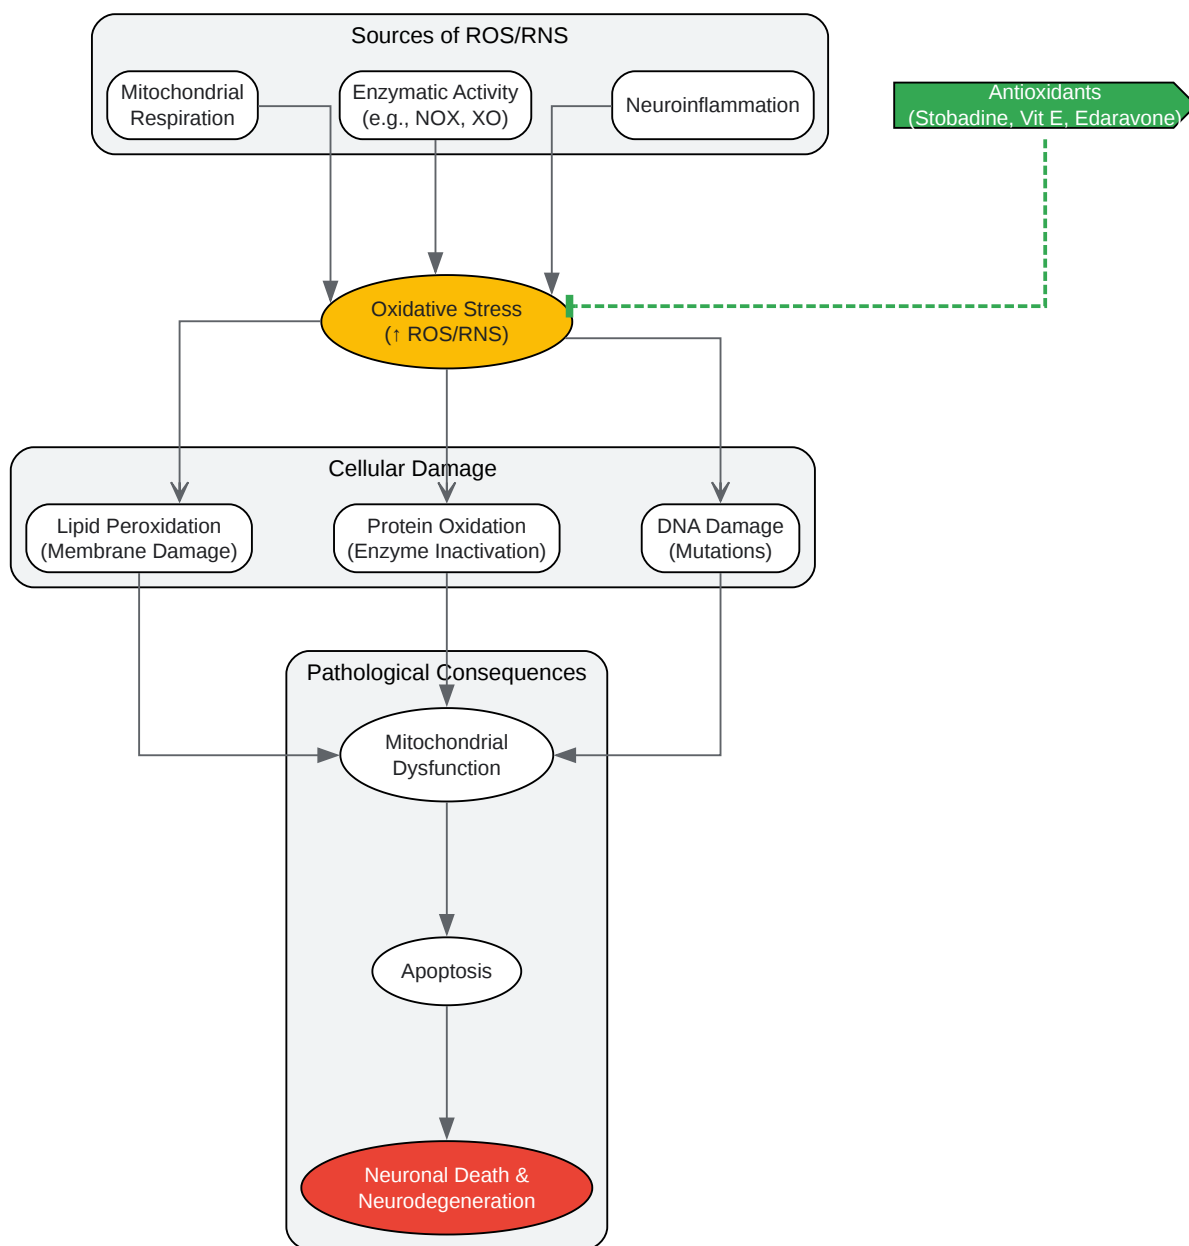 Sources of ROS/RNS
Mitochondrial
Respiration
Enzymatic Activity
(e.g., NOX, XO)
Neuroinflammation
Antioxidants
(Stobadine, Vit E, Edaravone)
Oxidative Stress
(↑ ROS/RNS)
Cellular Damage
Lipid Peroxidation
(Membrane Damage)
Protein Oxidation
(Enzyme Inactivation)
DNA Damage
(Mutations)
Pathological Consequences
Mitochondrial
Dysfunction
Apoptosis
Neuronal Death &
Neurodegeneration